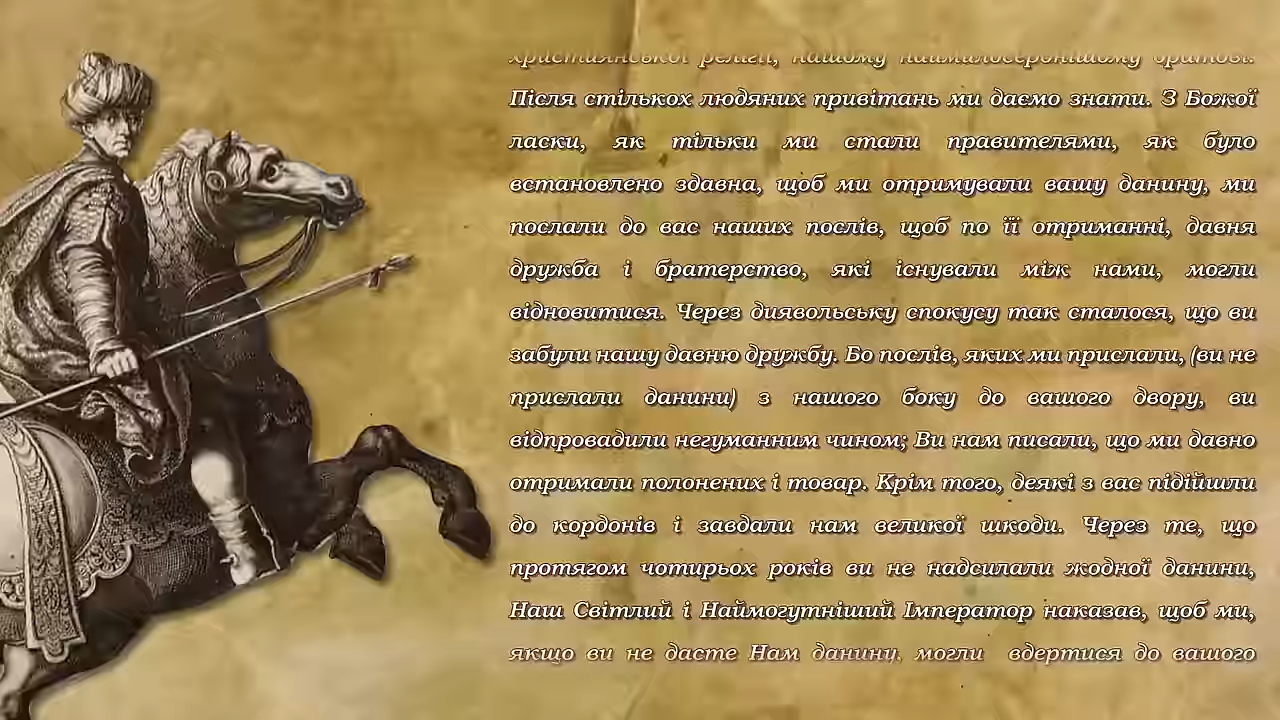 християнської релігії, нашому наймилосерднішому братові.
Після стількох людяних привітань ми даємо знати. З Божої
ласки, як тільки ми стали правителями, як було
встановлено здавна, щоб ми отримували вашу данину, ми
послали до вас наших послів, щоб по її отриманні, давня
дружба і братерство, які існували між нами, могли
відновитися. Через диявольську спокусу так сталося, що ви
забули нашу давню дружбу. Бо послів, яких ми прислали, (ви не
прислали данини) з нашого боку до вашого двору, ви
відпровадили негуманним чином; Ви нам писали, що ми давно
отримали полонених і товар. Крім того, деякі з вас підійшли
до кордонів і завдали нам великої шкоди. Через те, що
протягом чотирьох років ви не надсилали жодної данини,
Наш Світлий і Наймогутніший Імператор наказав, щоб ми,
якщо ви не дасте Нам данину, могли вдертися до вашого